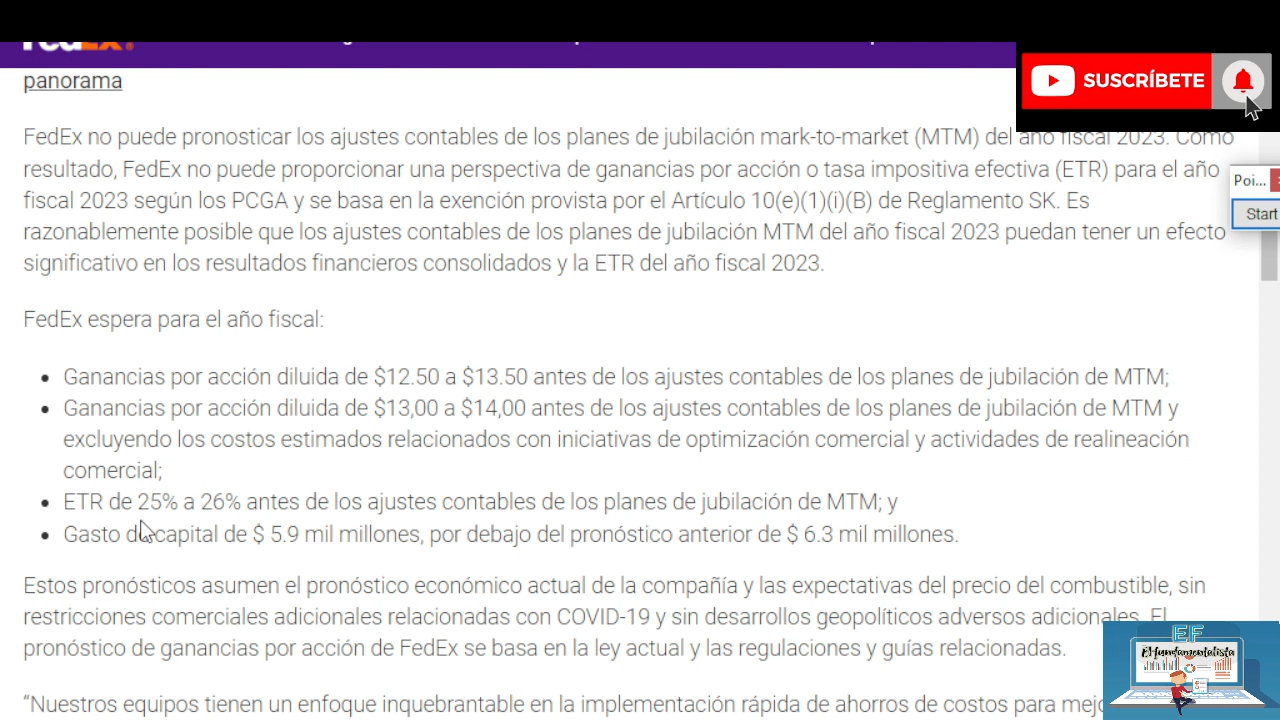 FedEx
panorama
SUSCRÍBETE
FedEx no puede pronosticar los ajustes contables de los planes de jubilación mark-to-market (MTM) del año fiscal 2023. Como
resultado, FedEx no puede proporcionar una perspectiva de ganancias por acción o tasa impositiva efectiva (ETR) para el año
fiscal 2023 según los PCGA y se basa en la exención provista por el Artículo 10(e)(1)(i)(B) de Reglamento SK. Es
razonablemente posible que los ajustes contables de los planes de jubilación MTM del año fiscal 2023 puedan tener un efecto
significativo en los resultados financieros consolidados y la ETR del año fiscal 2023.
Poi...
Start
FedEx espera para el año fiscal:
• Ganancias por acción diluida de $12.50 a $13.50 antes de los ajustes contables de los planes de jubilación de MTM;
• Ganancias por acción diluida de $13,00 a $14,00 antes de los ajustes contables de los planes de jubilación de MTM y
excluyendo los costos estimados relacionados con iniciativas de optimización comercial y actividades de realineación
comercial;
• ETR de 25% a 26% antes de los ajustes contables de los planes de jubilación de MTM; y
• Gasto de capital de $ 5.9 mil millones, por debajo del pronóstico anterior de $ 6.3 mil millones.
Estos pronósticos asumen el pronóstico económico actual de la compañía y las expectativas del precio del combustible, sin
restricciones comerciales adicionales relacionadas con COVID-19 y sin desarrollos geopolíticos adversos adicionales. El
pronóstico de ganancias por acción de FedEx se basa en la ley actual y las regulaciones y guías relacionadas.
EF
El fundamentalista
“Nuestros equipos tienen un enfoque inquebrantable en la implementación rápida de ahorros de costos para mejo